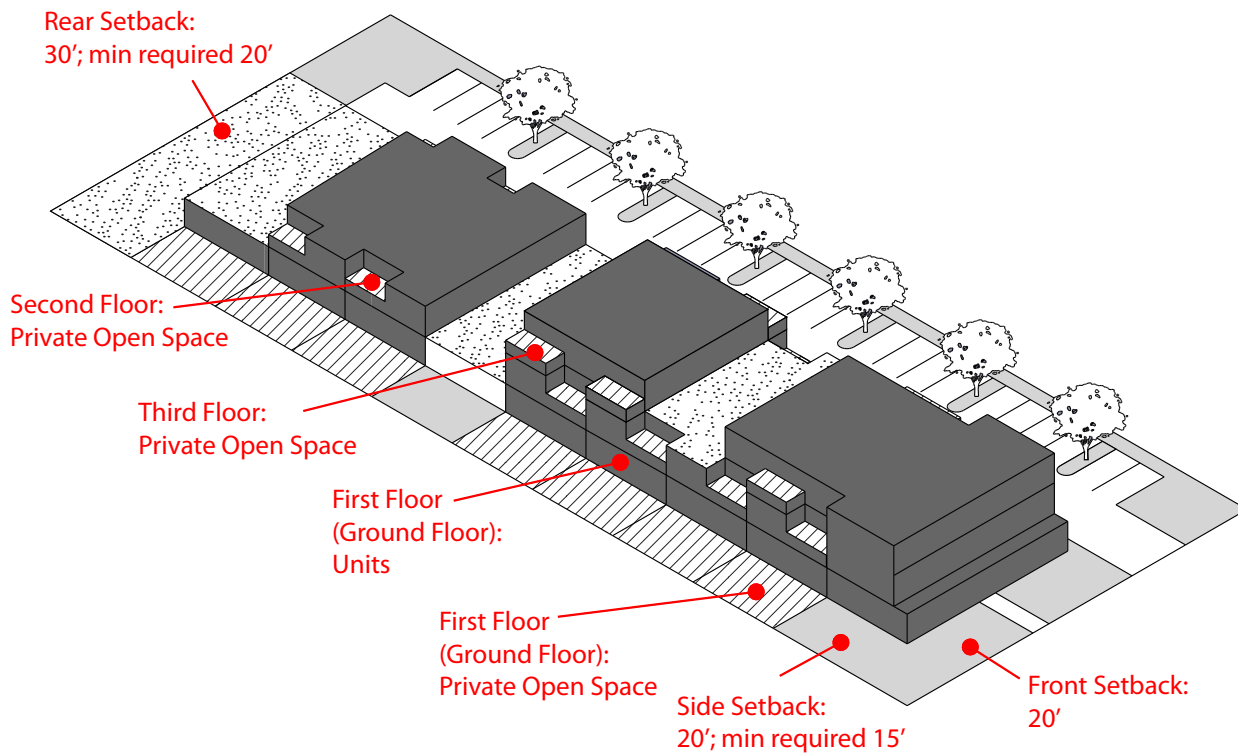 Rear Setback:
30’; min required 20’
Second Floor:
Private Open Space
Third Floor:
Private Open Space
First Floor
(Ground Floor):
Units
First Floor
(Ground Floor):
Private Open Space
Side Setback:
20’; min required 15’
Front Setback:
20’